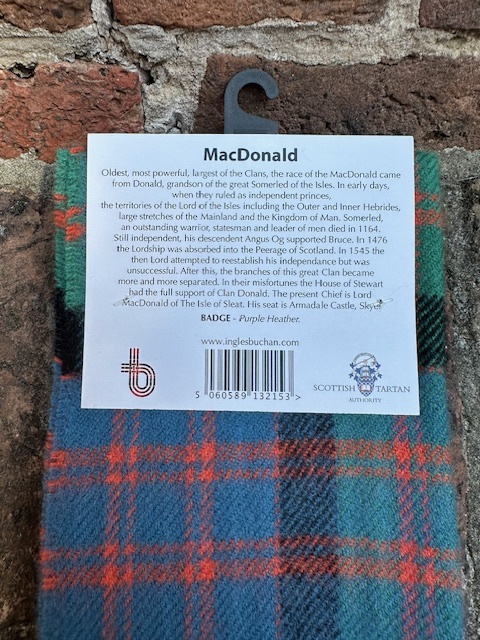 MacDonald
Oldest, most powerful, largest of the Clans, the race of the MacDonald came
from Donald, grandson of the great Somerled of the Isles. In early days,
when they ruled as independent princes,
the territories of the Lord of the Isles including the Outer and Inner Hebrides,
large stretches of the Mainland and the Kingdom of Man. Somerled,
an outstanding warrior, statesman and leader of men died in 1164.
Still independent, his descendent Angus Og supported Bruce. In 1476
the Lordship was absorbed into the Peerage of Scotland. In 1545 the
then Lord attempted to reestablish his independance but was
unsuccessful. After this, the branches of this great Clan became
more and more separated. In their misfortunes the House of Stewart
had the full support of Clan Donald. The present Chief is Lord
MacDonald of The Isle of Sleat. His seat is Armadale Castle, Skye.
BADGE - Purple Heather.
www.inglesbuchan.com
5 060589 132153 >
SCOTTISH TARTAN
AUTHORITY